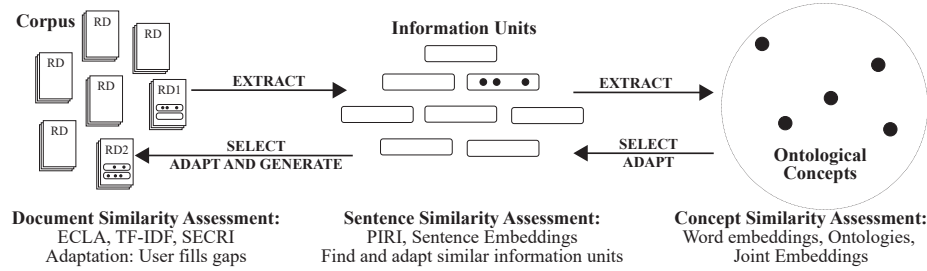 Corpus
RD
RD
RD
RD
RD1
RD
RD2
EXTRACT
SELECT
ADAPT AND GENERATE
Information Units
EXTRACT
SELECT
ADAPT
Ontological
Concepts
Document Similarity Assessment:
ECLA, TF-IDF, SECRI
Adaptation: User fills gaps
Sentence Similarity Assessment:
PIRI, Sentence Embeddings
Find and adapt similar information units
Concept Similarity Assessment:
Word embeddings, Ontologies,
Joint Embeddings